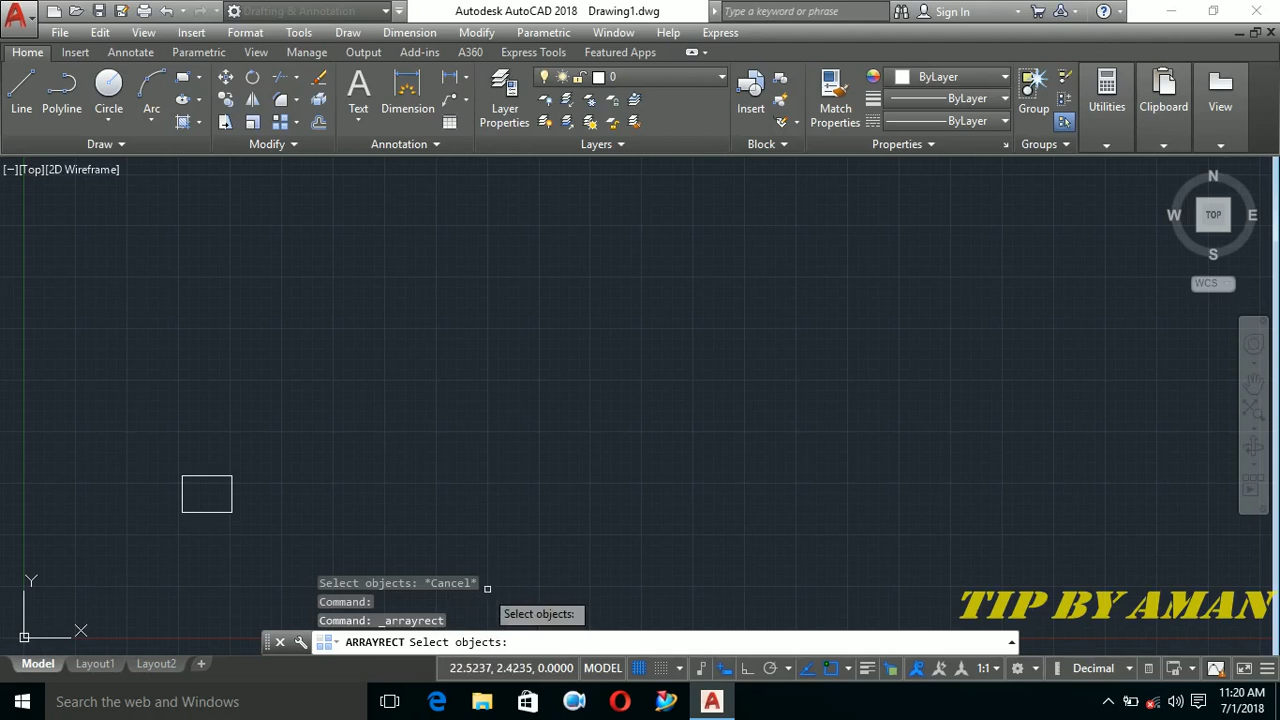 Drafting & Annotation
Autodesk AutoCAD 2018 Drawing1.dwg
Type a keyword or phrase
Sign In
File Edit View Insert Format Tools Draw Dimension Modify Parametric Window Help Express
Home Insert Annotate Parametric View Manage Output Add-ins A360 Express Tools Featured Apps
0
ByLayer
ByLayer
ByLayer
Line Polyline Circle Arc
Text Dimension
Layer
Properties
Insert
Match
Properties
Group
Utilities
Clipboard
View
Draw Modify Annotation Layers Block Properties Groups
[−][Top][2D Wireframe]
N
W TOP E
S
WCS
Y
X
Select objects: *Cancel*
Command:
Command: _arrayrect
Select objects:
TIP BY AMAN
ARRAYRECT Select objects:
Model Layout1 Layout2 +
22.5237, 2.4235, 0.0000 MODEL
1:1
Decimal
Search the web and Windows
11:20 AM
7/1/2018